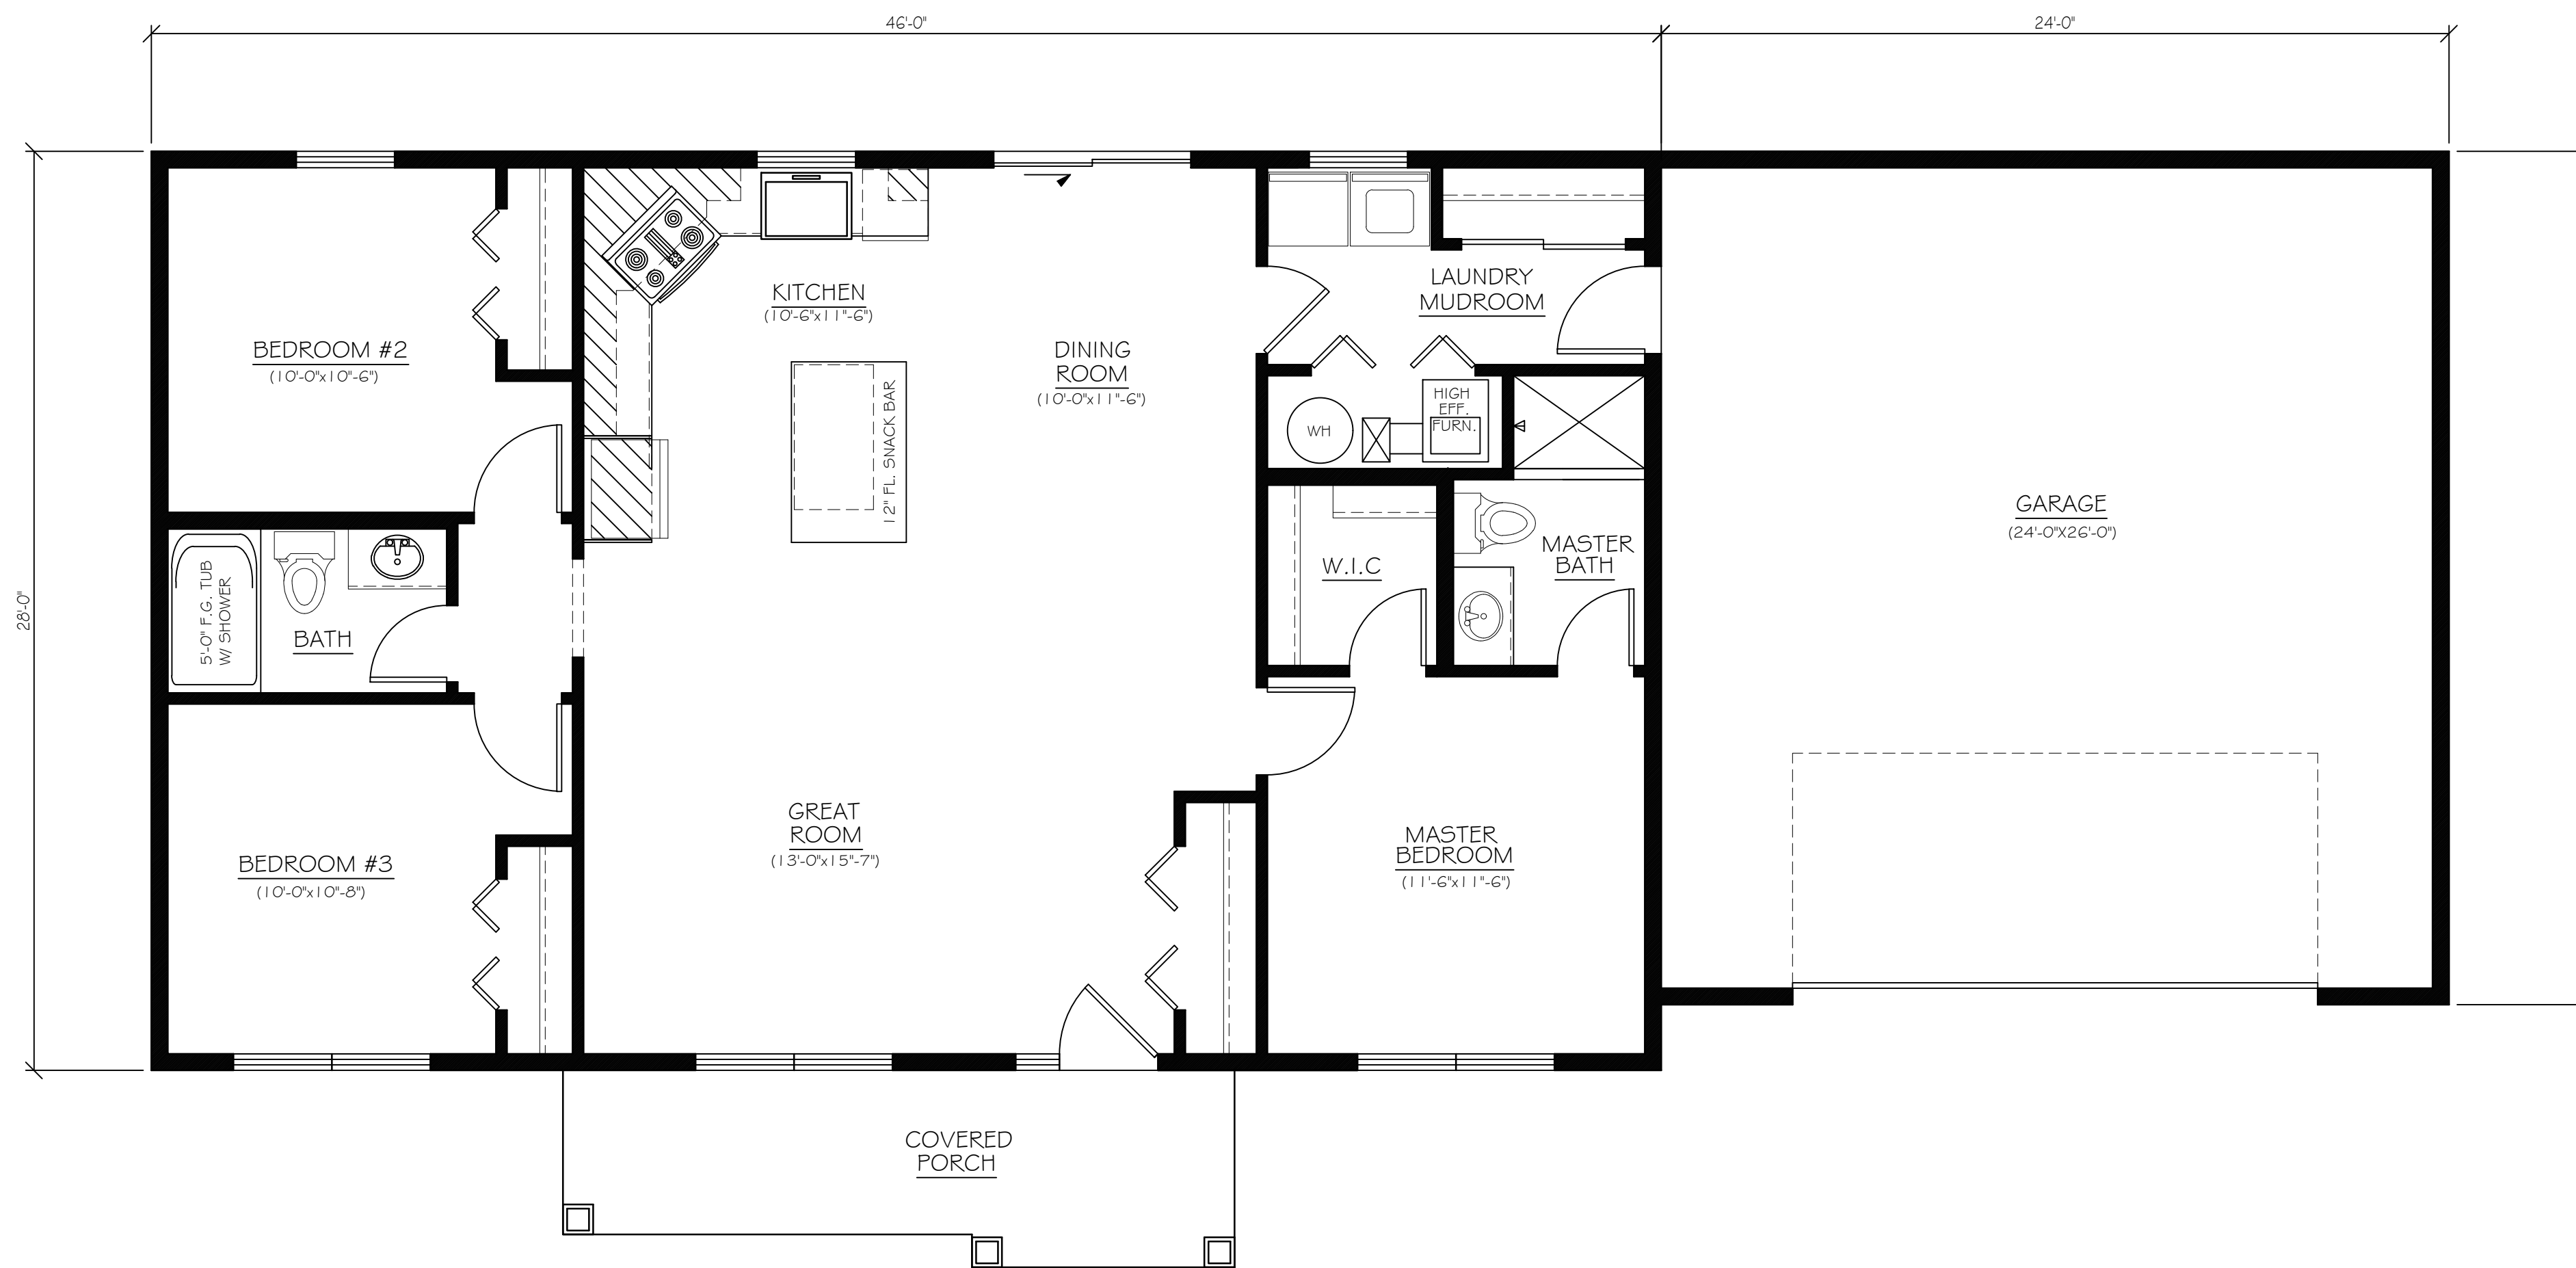 46'-0"
24'-0"
28'-0"
KITCHEN
(10'-6"x11"-6")
LAUNDRY
MUDROOM
BEDROOM #2
(10'-0"x10"-6")
DINING
ROOM
(10'-0"x11"-6")
12" FL. SNACK BAR
WH
HIGH
EFF.
FURN.
GARAGE
(24'-0"X26'-0")
5'-0" F.G. TUB
W/ SHOWER
BATH
W.I.C
MASTER
BATH
GREAT
ROOM
(13'-0"x15"-7")
BEDROOM #3
(10'-0"x10"-8")
MASTER
BEDROOM
(11'-6"x11"-6")
COVERED
PORCH